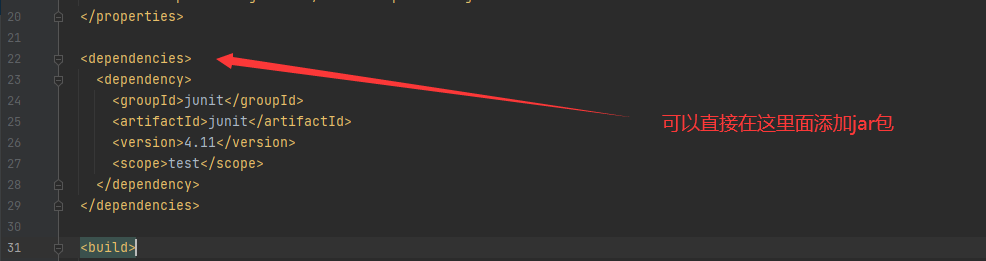 20 </properties>
21
22 <dependencies>
23 <dependency>
24 <groupId>junit</groupId>
25 <artifactId>junit</artifactId>
可以直接在这里面添加jar包
26 <version>4.11</version>
27 <scope>test</scope>
28 </dependency>
29 </dependencies>
30
31 <build>